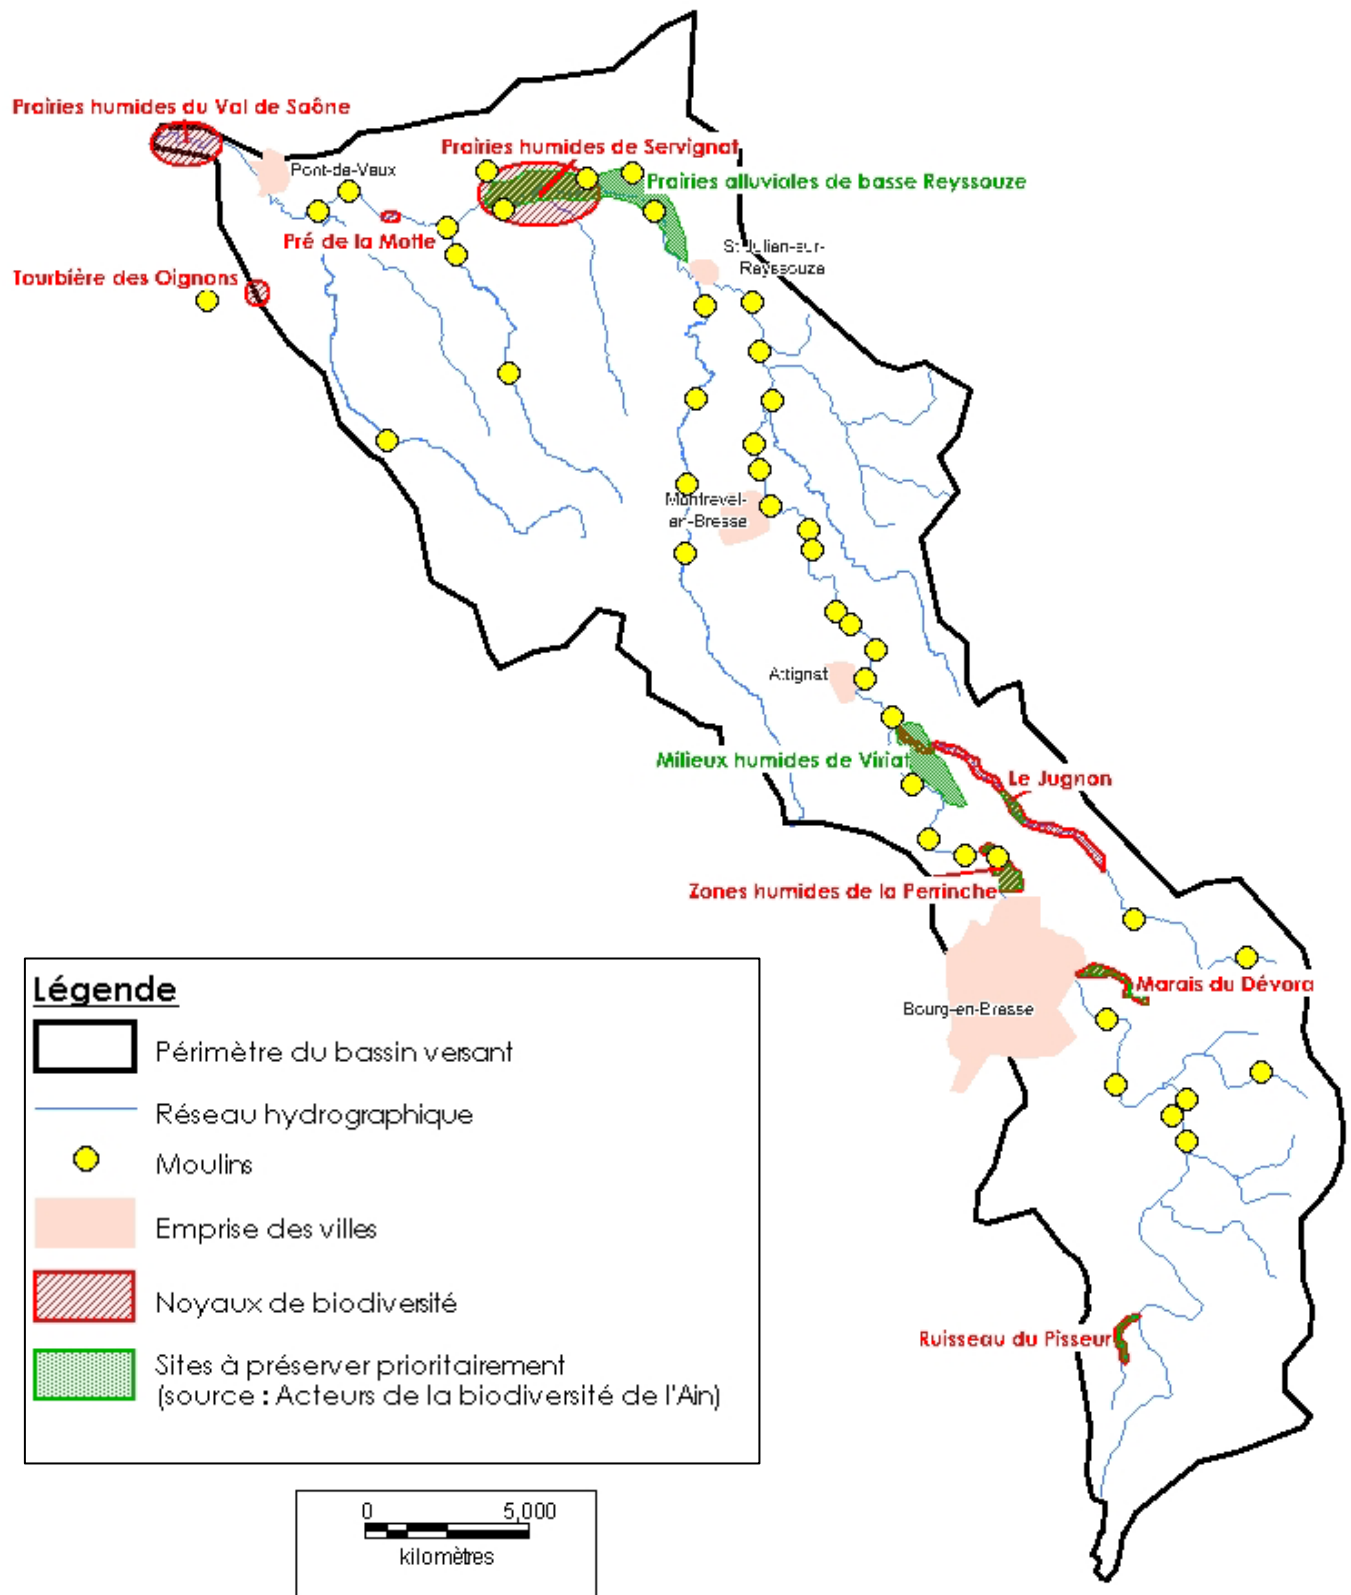 Prairies humides du Val de Saône
Prairies humides de Servignat
Pont-de-Vaux
Prairies alluviales de basse Reyssouze
Pré de la Motte
St Julien-sur-
Reyssouze
Tourbière des Oignons
Montrevel-
en-Bresse
Attignat
Milieux humides de Viriat
Le Jugnon
Zones humides de la Perrinche
Marais du Dévora
Bourg-en-Bresse
Ruisseau du Pisseur
Légende
Périmètre du bassin versant
Réseau hydrographique
Moulins
Emprise des villes
Noyaux de biodiversité
Sites à préserver prioritairement
(source : Acteurs de la biodiversité de l'Ain)
0 5,000
kilomètres